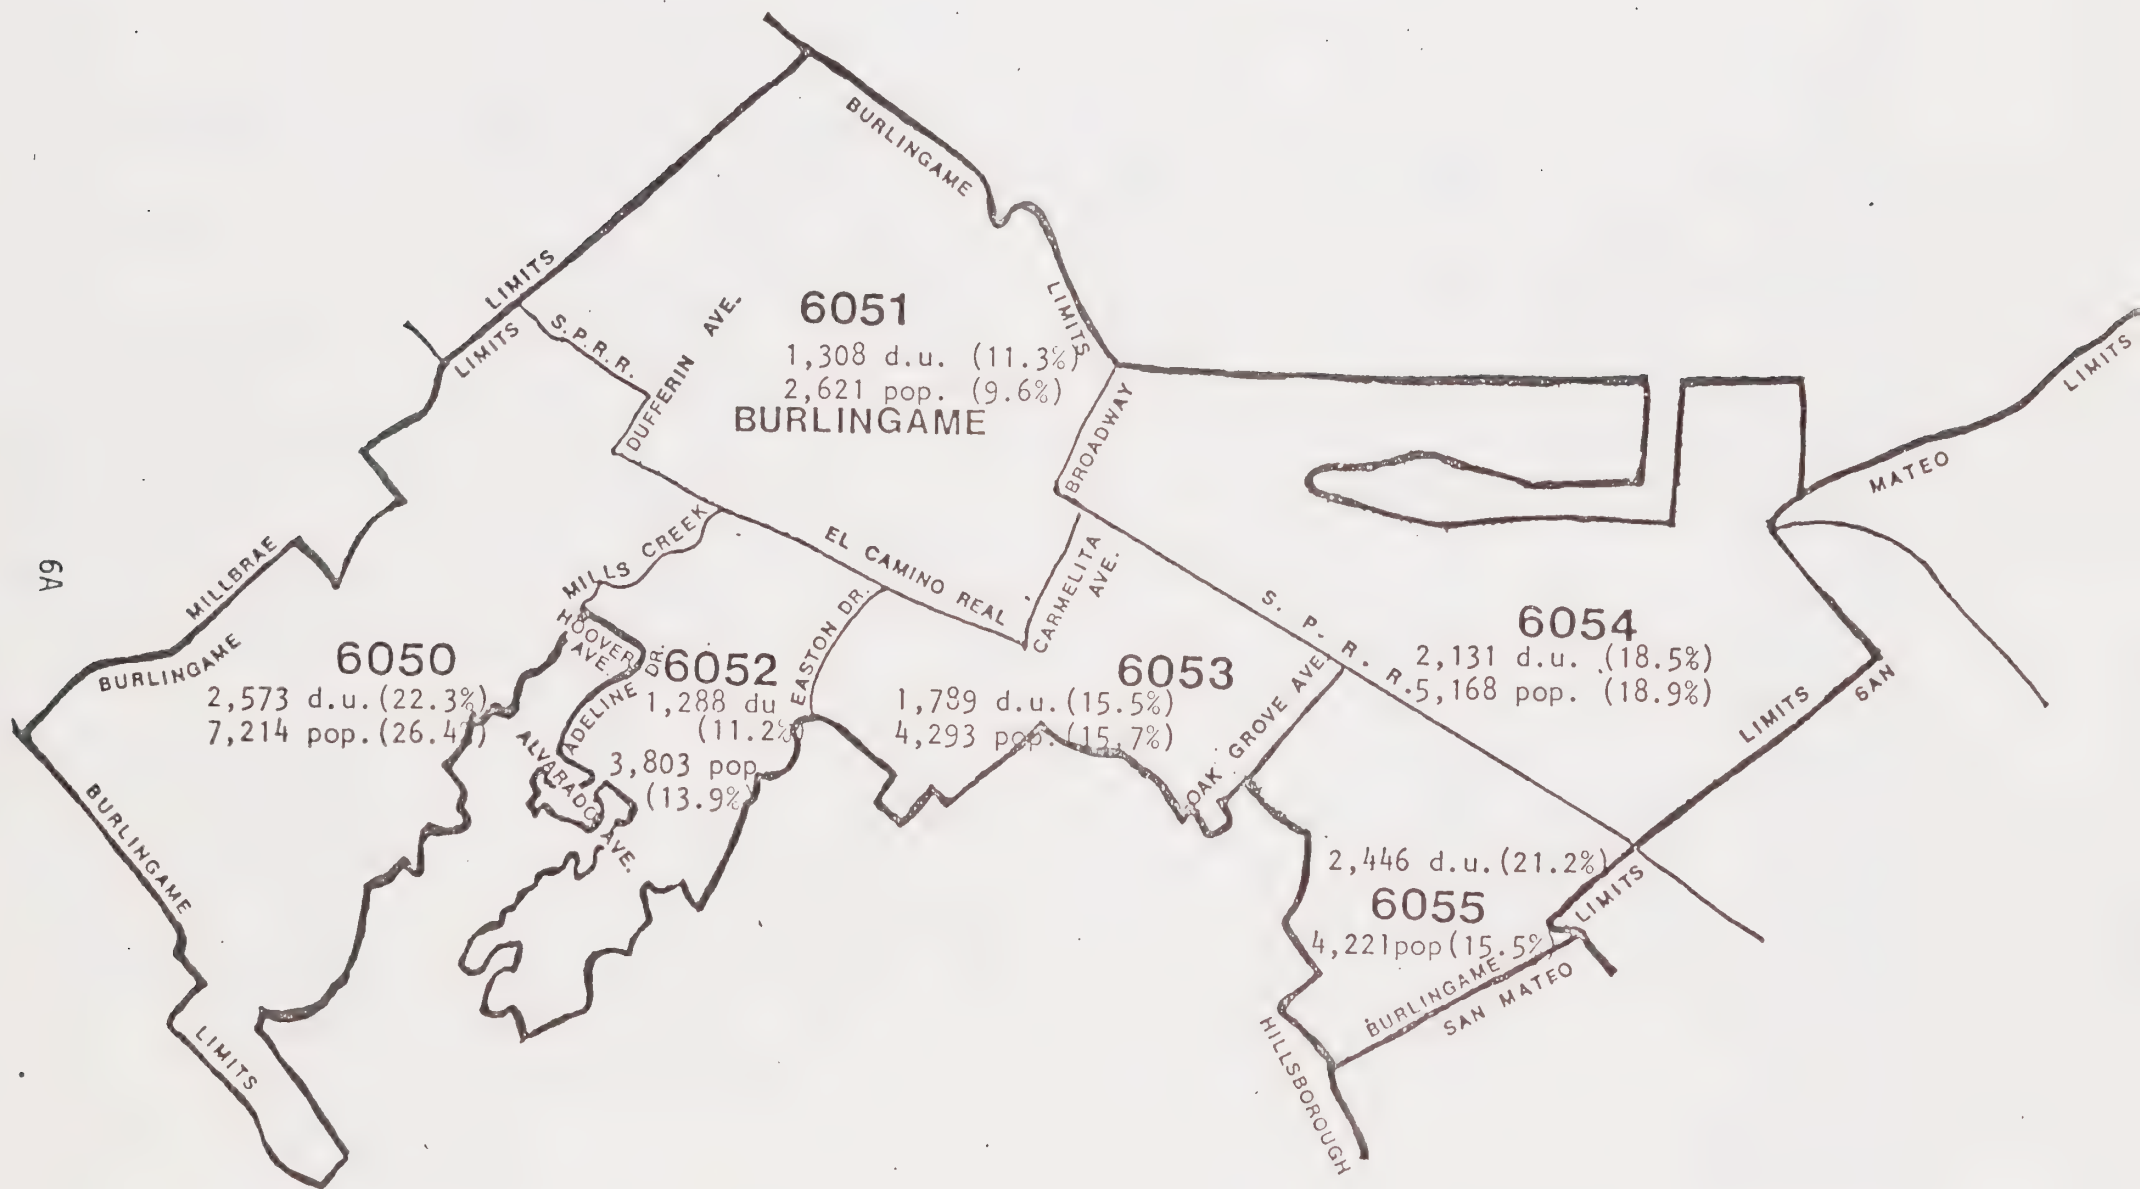 BURLINGAME
LIMITS
LIMITS
LIMITS
S.P.R.R.
DUFFERIN AVE.
6051
1,308 d.u. (11.3%)
2,621 pop. (9.6%)
BURLINGAME
BROADWAY
LIMITS
MATEO
MILLBRAE
BURLINGAME
MILLS CREEK
EL CAMINO REAL
CARMELITA
AVE.
S. P. R. R.
6A
HOOVER
AVE.
ADELINE DR.
EASTON DR.
6050
2,573 d.u. (22.3%)
7,214 pop. (26.4%)
6052
1,288 du
(11.2%)
3,803 pop
(13.9%)
ALVARADO AVE.
6053
1,789 d.u. (15.5%)
4,293 pop. (15.7%)
OAK GROVE AVE.
6054
2,131 d.u. (18.5%)
5,168 pop. (18.9%)
LIMITS
SAN
BURLINGAME
LIMITS
2,446 d.u. (21.2%)
6055
4,221pop (15.5%)
LIMITS
BURLINGAME
SAN MATEO
HILLSBOROUGH